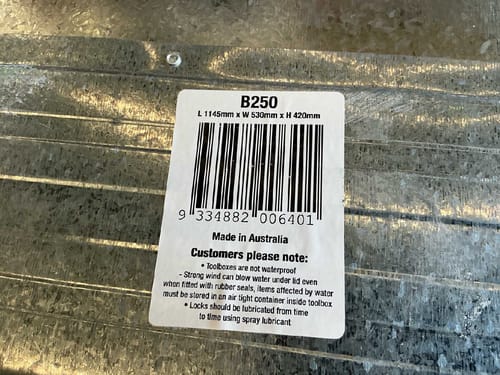 B250
L 1145mm x W 530mm x H 420mm
9 334882 006401
Made in Australia
Customers please note:
• Toolboxes are not waterproof
- Strong wind can blow water under lid even
when fitted with rubber seals, items affected by water
must be stored in an air tight container inside toolbox
• Locks should be lubricated from time
to time using spray lubricant